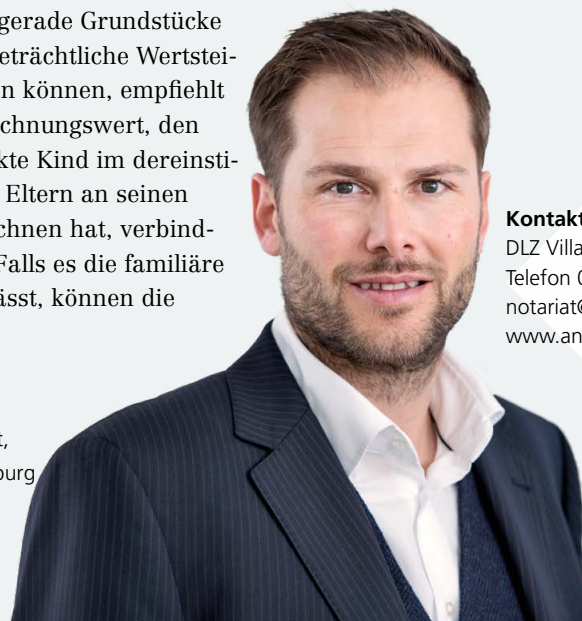 gerade Grundstücke
eträchtliche Wertstei-
n können, empfiehlt
chnungswert, den
kte Kind im dereinsti-
Eltern an seinen
chnen hat, verbind-
Falls es die familiäre
ässt, können die
t,
burg
Kontakt
DLZ Villa
Telefon 0
notariat@
www.an